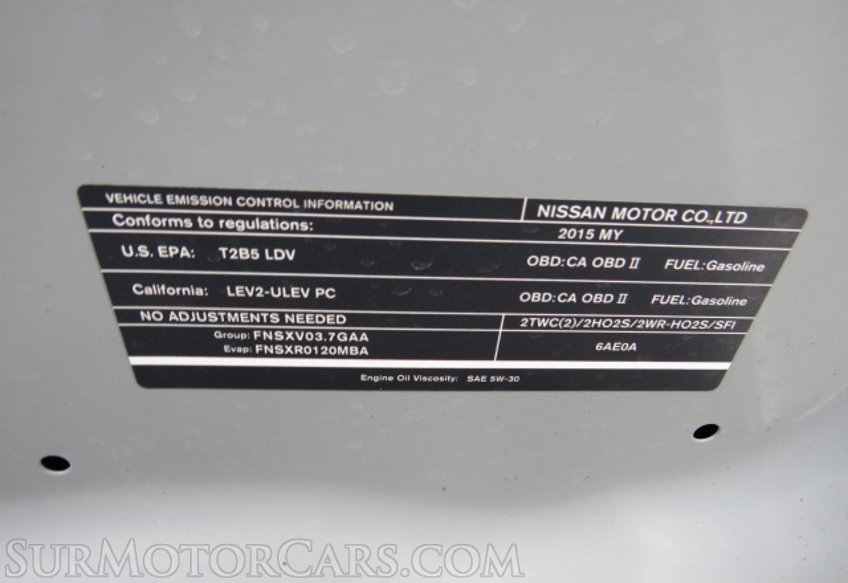 VEHICLE EMISSION CONTROL INFORMATION
NISSAN MOTOR CO.,LTD
Conforms to regulations:
2015 MY
U.S. EPA: T2B5 LDV OBD:CA OBD II FUEL:Gasoline
California: LEV2-ULEV PC OBD:CA OBD II FUEL:Gasoline
NO ADJUSTMENTS NEEDED
2TWC(2)/2HO2S/2WR-HO2S/SFI
Group: FNSXV03.7GAA
Evap: FNSXR0120MBA
6AE0A
Engine Oil Viscosity: SAE 5W-30
SurMotorCars.com